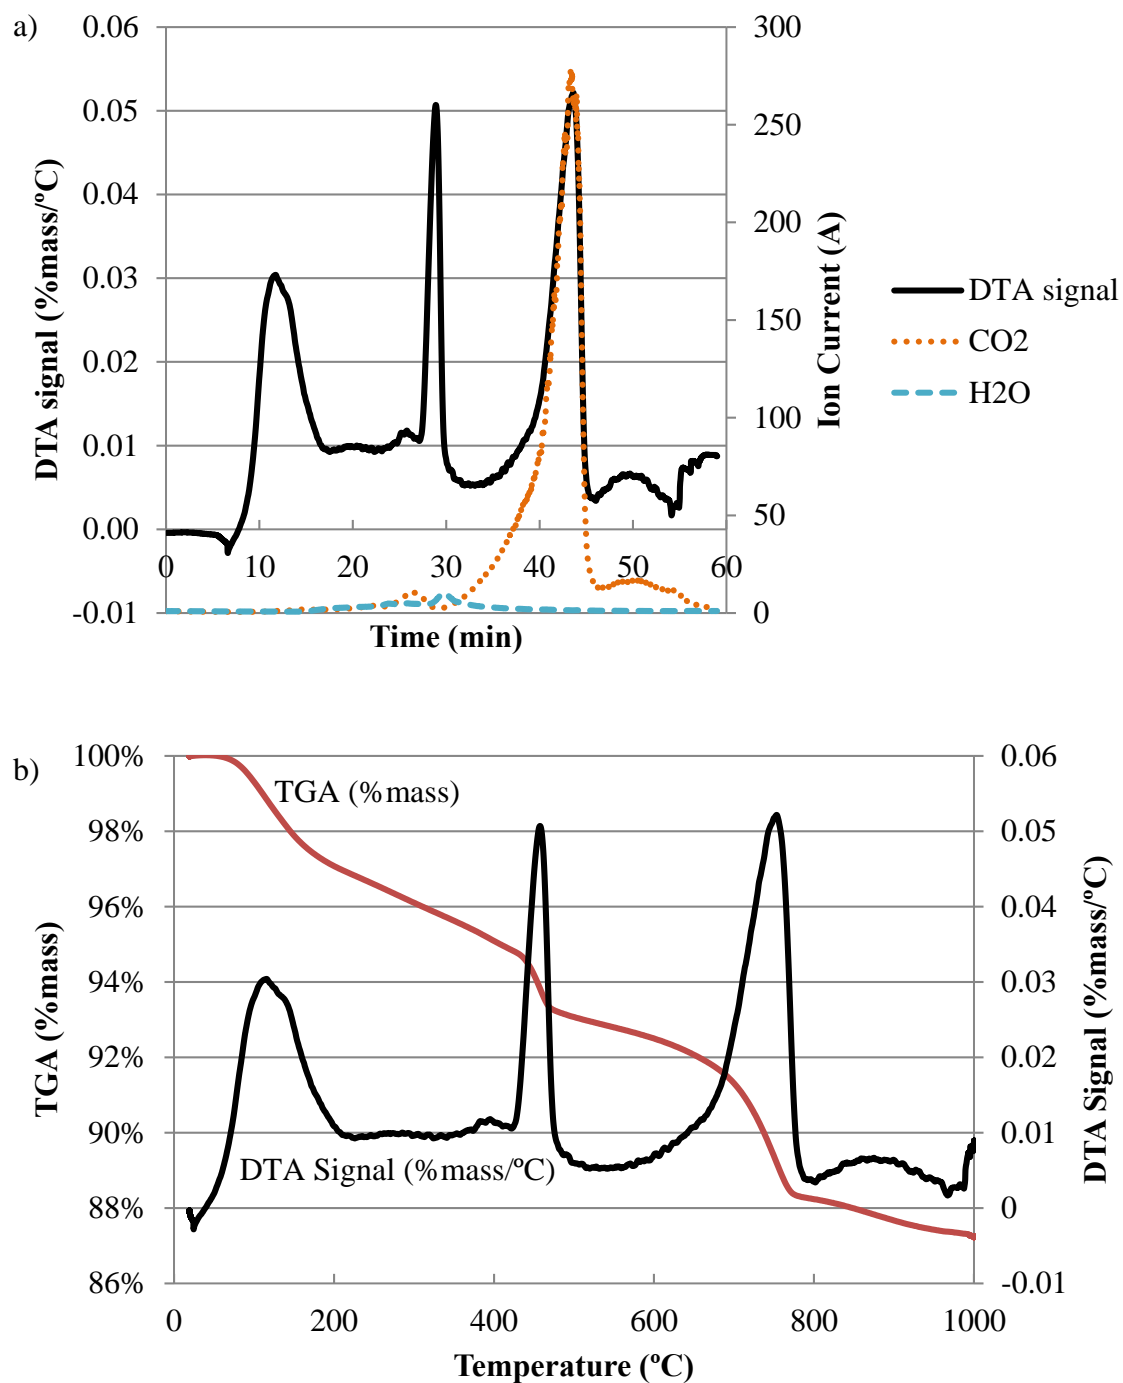 a)
0.06
0.05
0.04
0.03
0.02
0.01
0.00
-0.01
DTA signal (%mass/ºC)
0 10 20 30 40 50 60
Time (min)
300
250
200
150
100
50
0
Ion Current (A)
DTA signal
CO2
H2O
b)
100%
98%
96%
94%
92%
90%
88%
86%
TGA (%mass)
TGA (%mass)
DTA Signal (%mass/ºC)
0.06
0.05
0.04
0.03
0.02
0.01
0
-0.01
DTA Signal (%mass/ºC)
0 200 400 600 800 1000
Temperature (ºC)